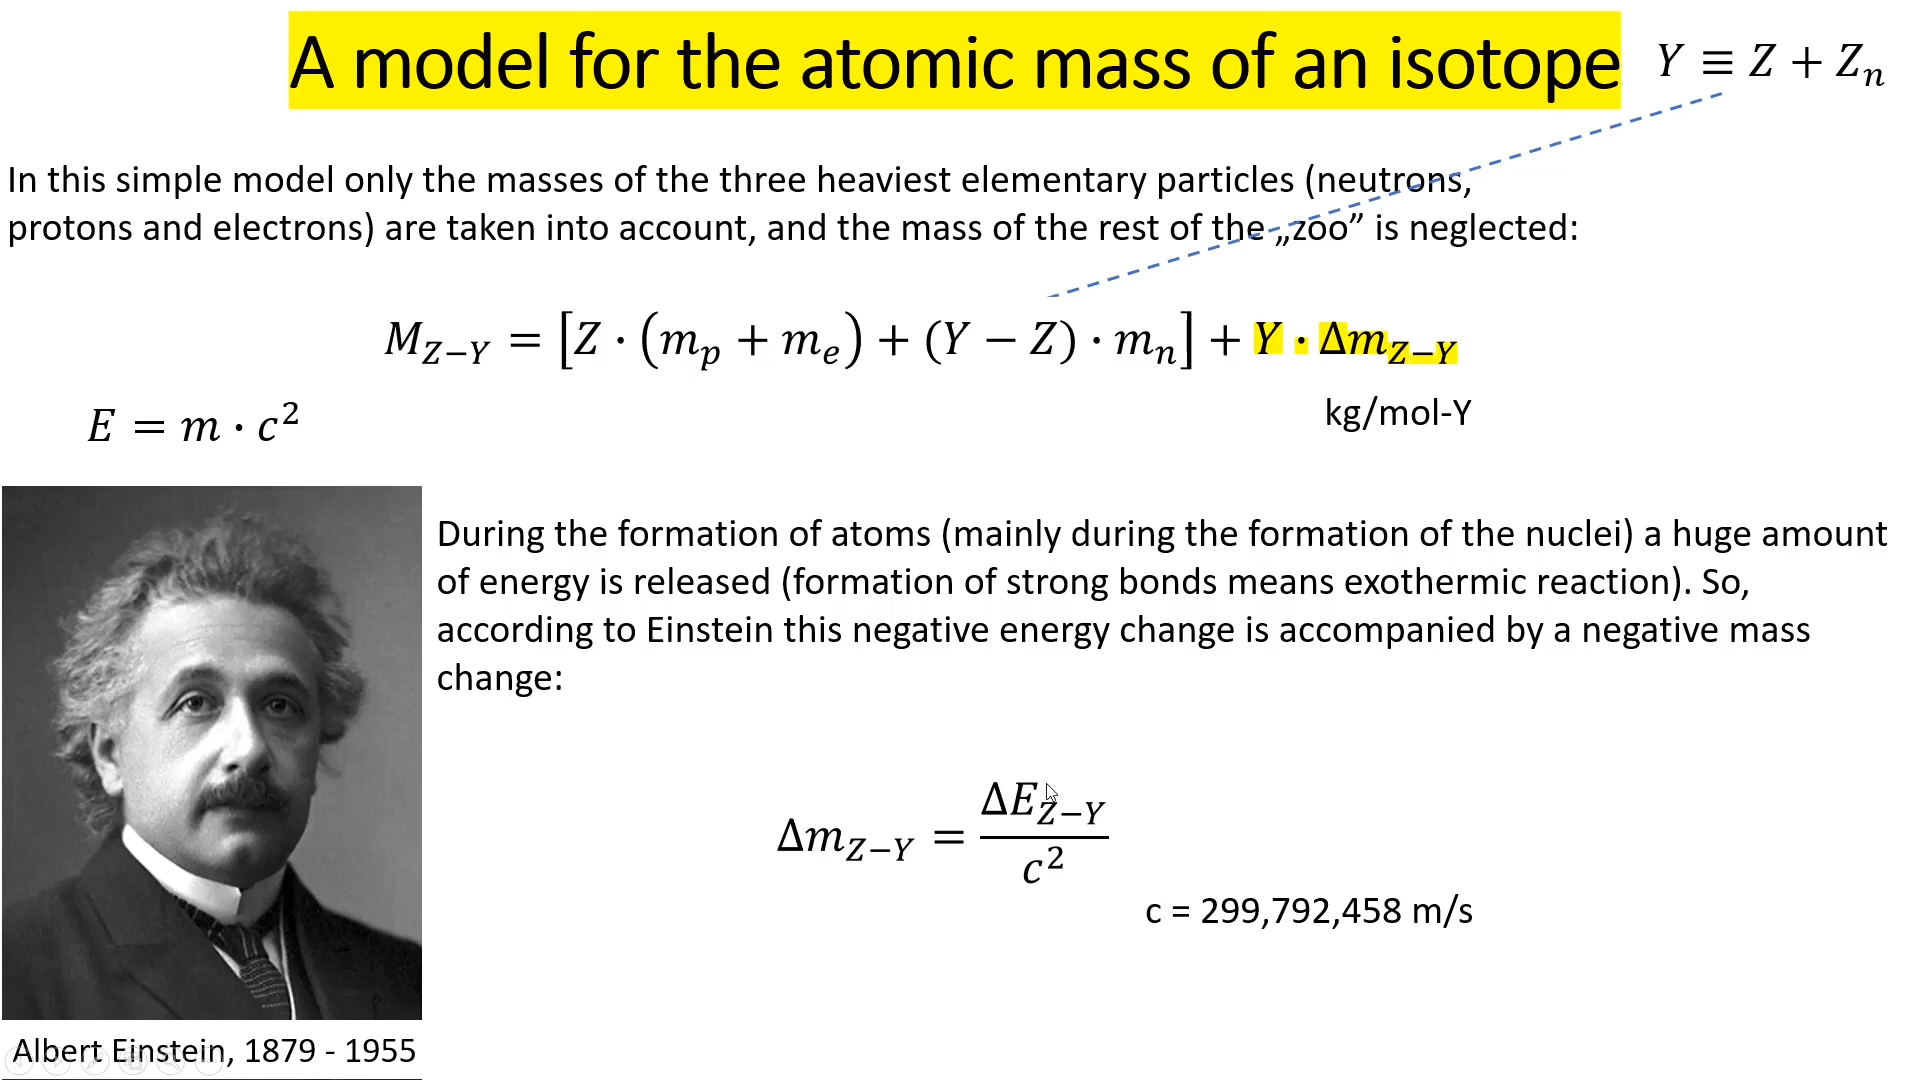 A model for the atomic mass of an isotope
Y ≡ Z + Zₙ
In this simple model only the masses of the three heaviest elementary particles (neutrons,
protons and electrons) are taken into account, and the mass of the rest of the „zoo” is neglected:
M_{Z−Y} = [Z · (m_p + m_e) + (Y − Z) · m_n] + Y · Δm_{Z−Y}
kg/mol-Y
E = m · c²
During the formation of atoms (mainly during the formation of the nuclei) a huge amount
of energy is released (formation of strong bonds means exothermic reaction). So,
according to Einstein this negative energy change is accompanied by a negative mass
change:
Δm_{Z−Y} = ΔE_{Z−Y} / c²
c = 299,792,458 m/s
Albert Einstein, 1879 - 1955